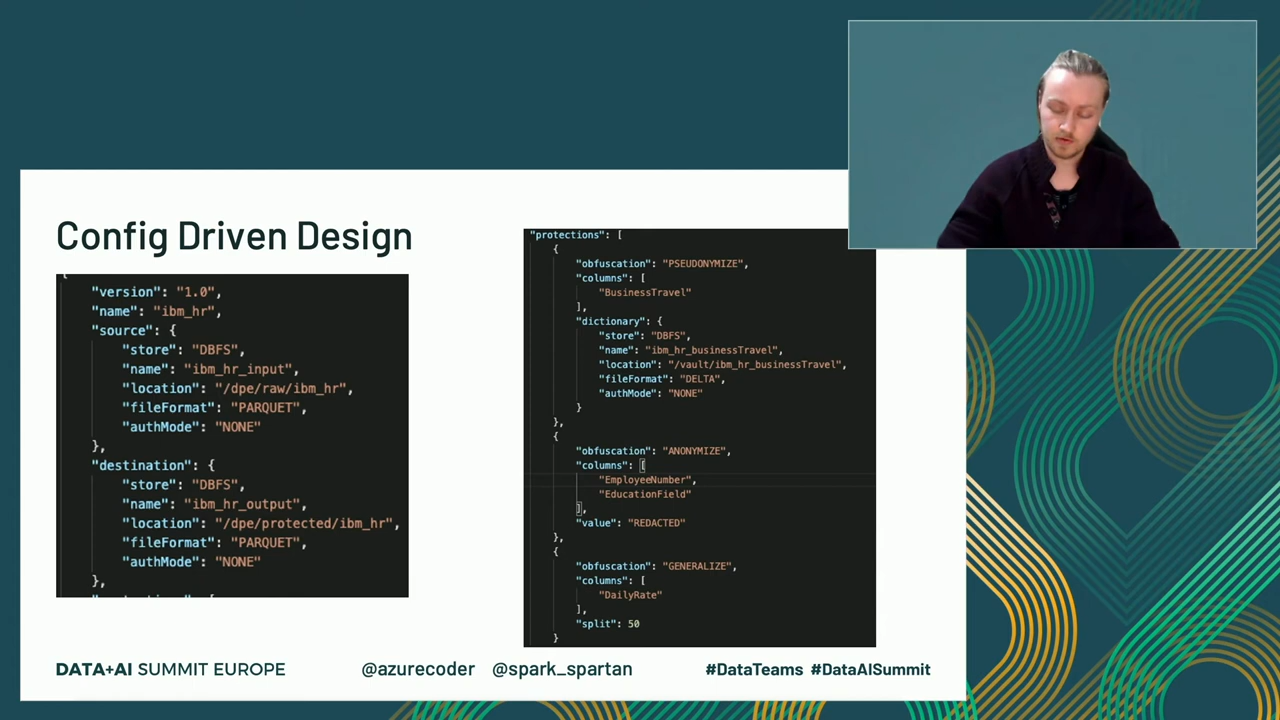 Config Driven Design
"version": "1.0",
"name": "ibm_hr",
"source": {
"store": "DBFS",
"name": "ibm_hr_input",
"location": "/dpe/raw/ibm_hr",
"fileFormat": "PARQUET",
"authMode": "NONE"
},
"destination": {
"store": "DBFS",
"name": "ibm_hr_output",
"location": "/dpe/protected/ibm_hr",
"fileFormat": "PARQUET",
"authMode": "NONE"
},
"protections": [
{
"obfuscation": "PSEUDONYMIZE",
"columns": [
"BusinessTravel"
],
"dictionary": {
"store": "DBFS",
"name": "ibm_hr_businessTravel",
"location": "/vault/ibm_hr_businessTravel",
"fileFormat": "DELTA",
"authMode": "NONE"
}
},
{
"obfuscation": "ANONYMIZE",
"columns": [
"EmployeeNumber",
"EducationField"
],
"value": "REDACTED"
},
{
"obfuscation": "GENERALIZE",
"columns": [
"DailyRate"
],
"split": 50
}
DATA+AI SUMMIT EUROPE
@azurecoder @spark_spartan
#DataTeams #DataAISummit